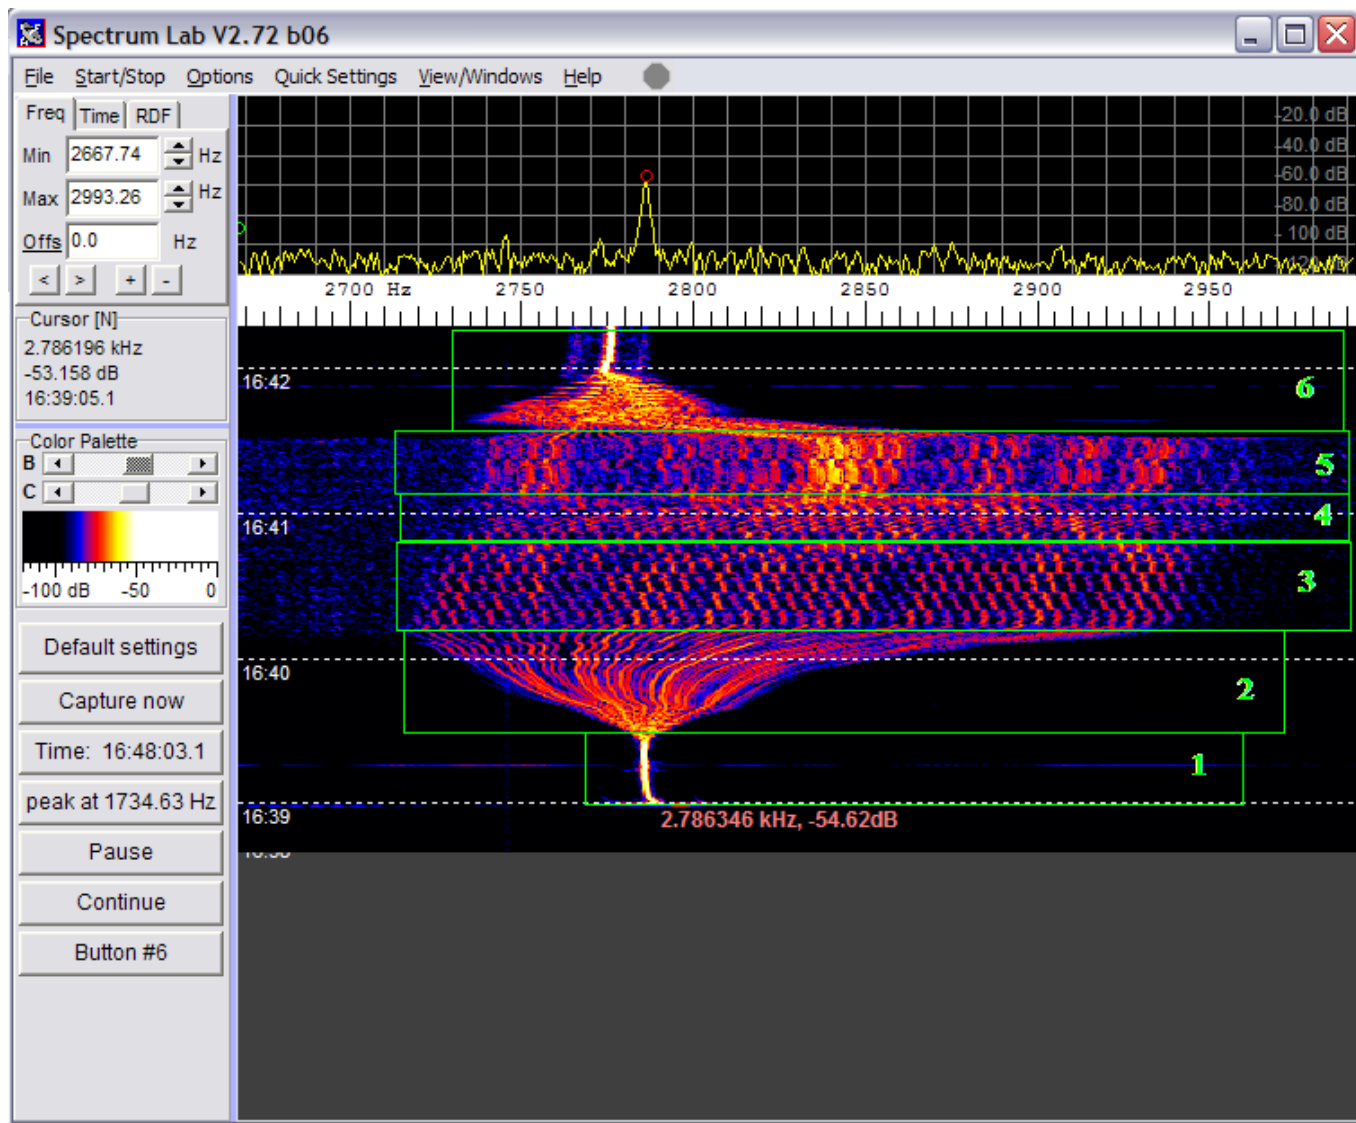 Spectrum Lab V2.72 b06
File Start/Stop Options Quick Settings View/Windows Help
Freq Time RDF
Min 2667.74 Hz
Max 2993.26 Hz
Offs 0.0 Hz
< > + -
Cursor [N]
2.786196 kHz
-53.158 dB
16:39:05.1
Color Palette
B
C
-100 dB -50 0
Default settings
Capture now
Time: 16:48:03.1
peak at 1734.63 Hz
Pause
Continue
Button #6
-20.0 dB
-40.0 dB
-60.0 dB
-80.0 dB
- 100 dB
2700 Hz 2750 2800 2850 2900 2950
16:42
6
5
16:41
4
3
16:40
2
1
16:39
2.786346 kHz, -54.62dB